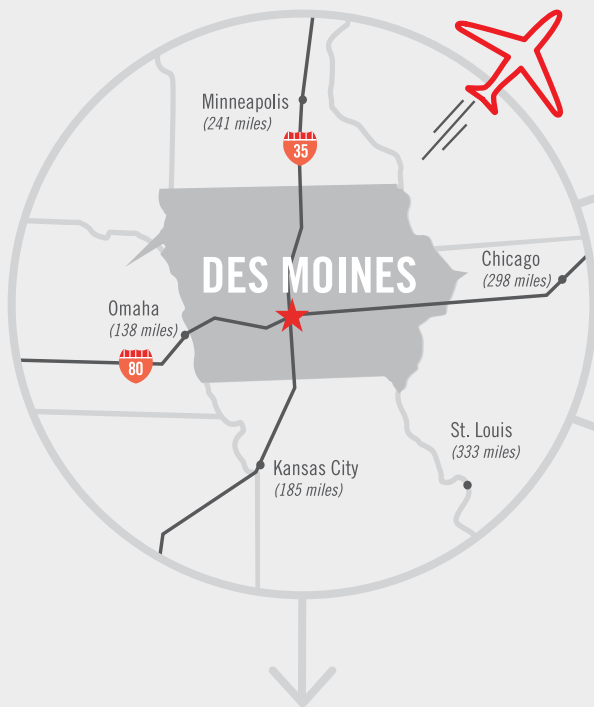 Minneapolis
(241 miles)
35
DES MOINES
Chicago
(298 miles)
Omaha
(138 miles)
80
St. Louis
(333 miles)
Kansas City
(185 miles)